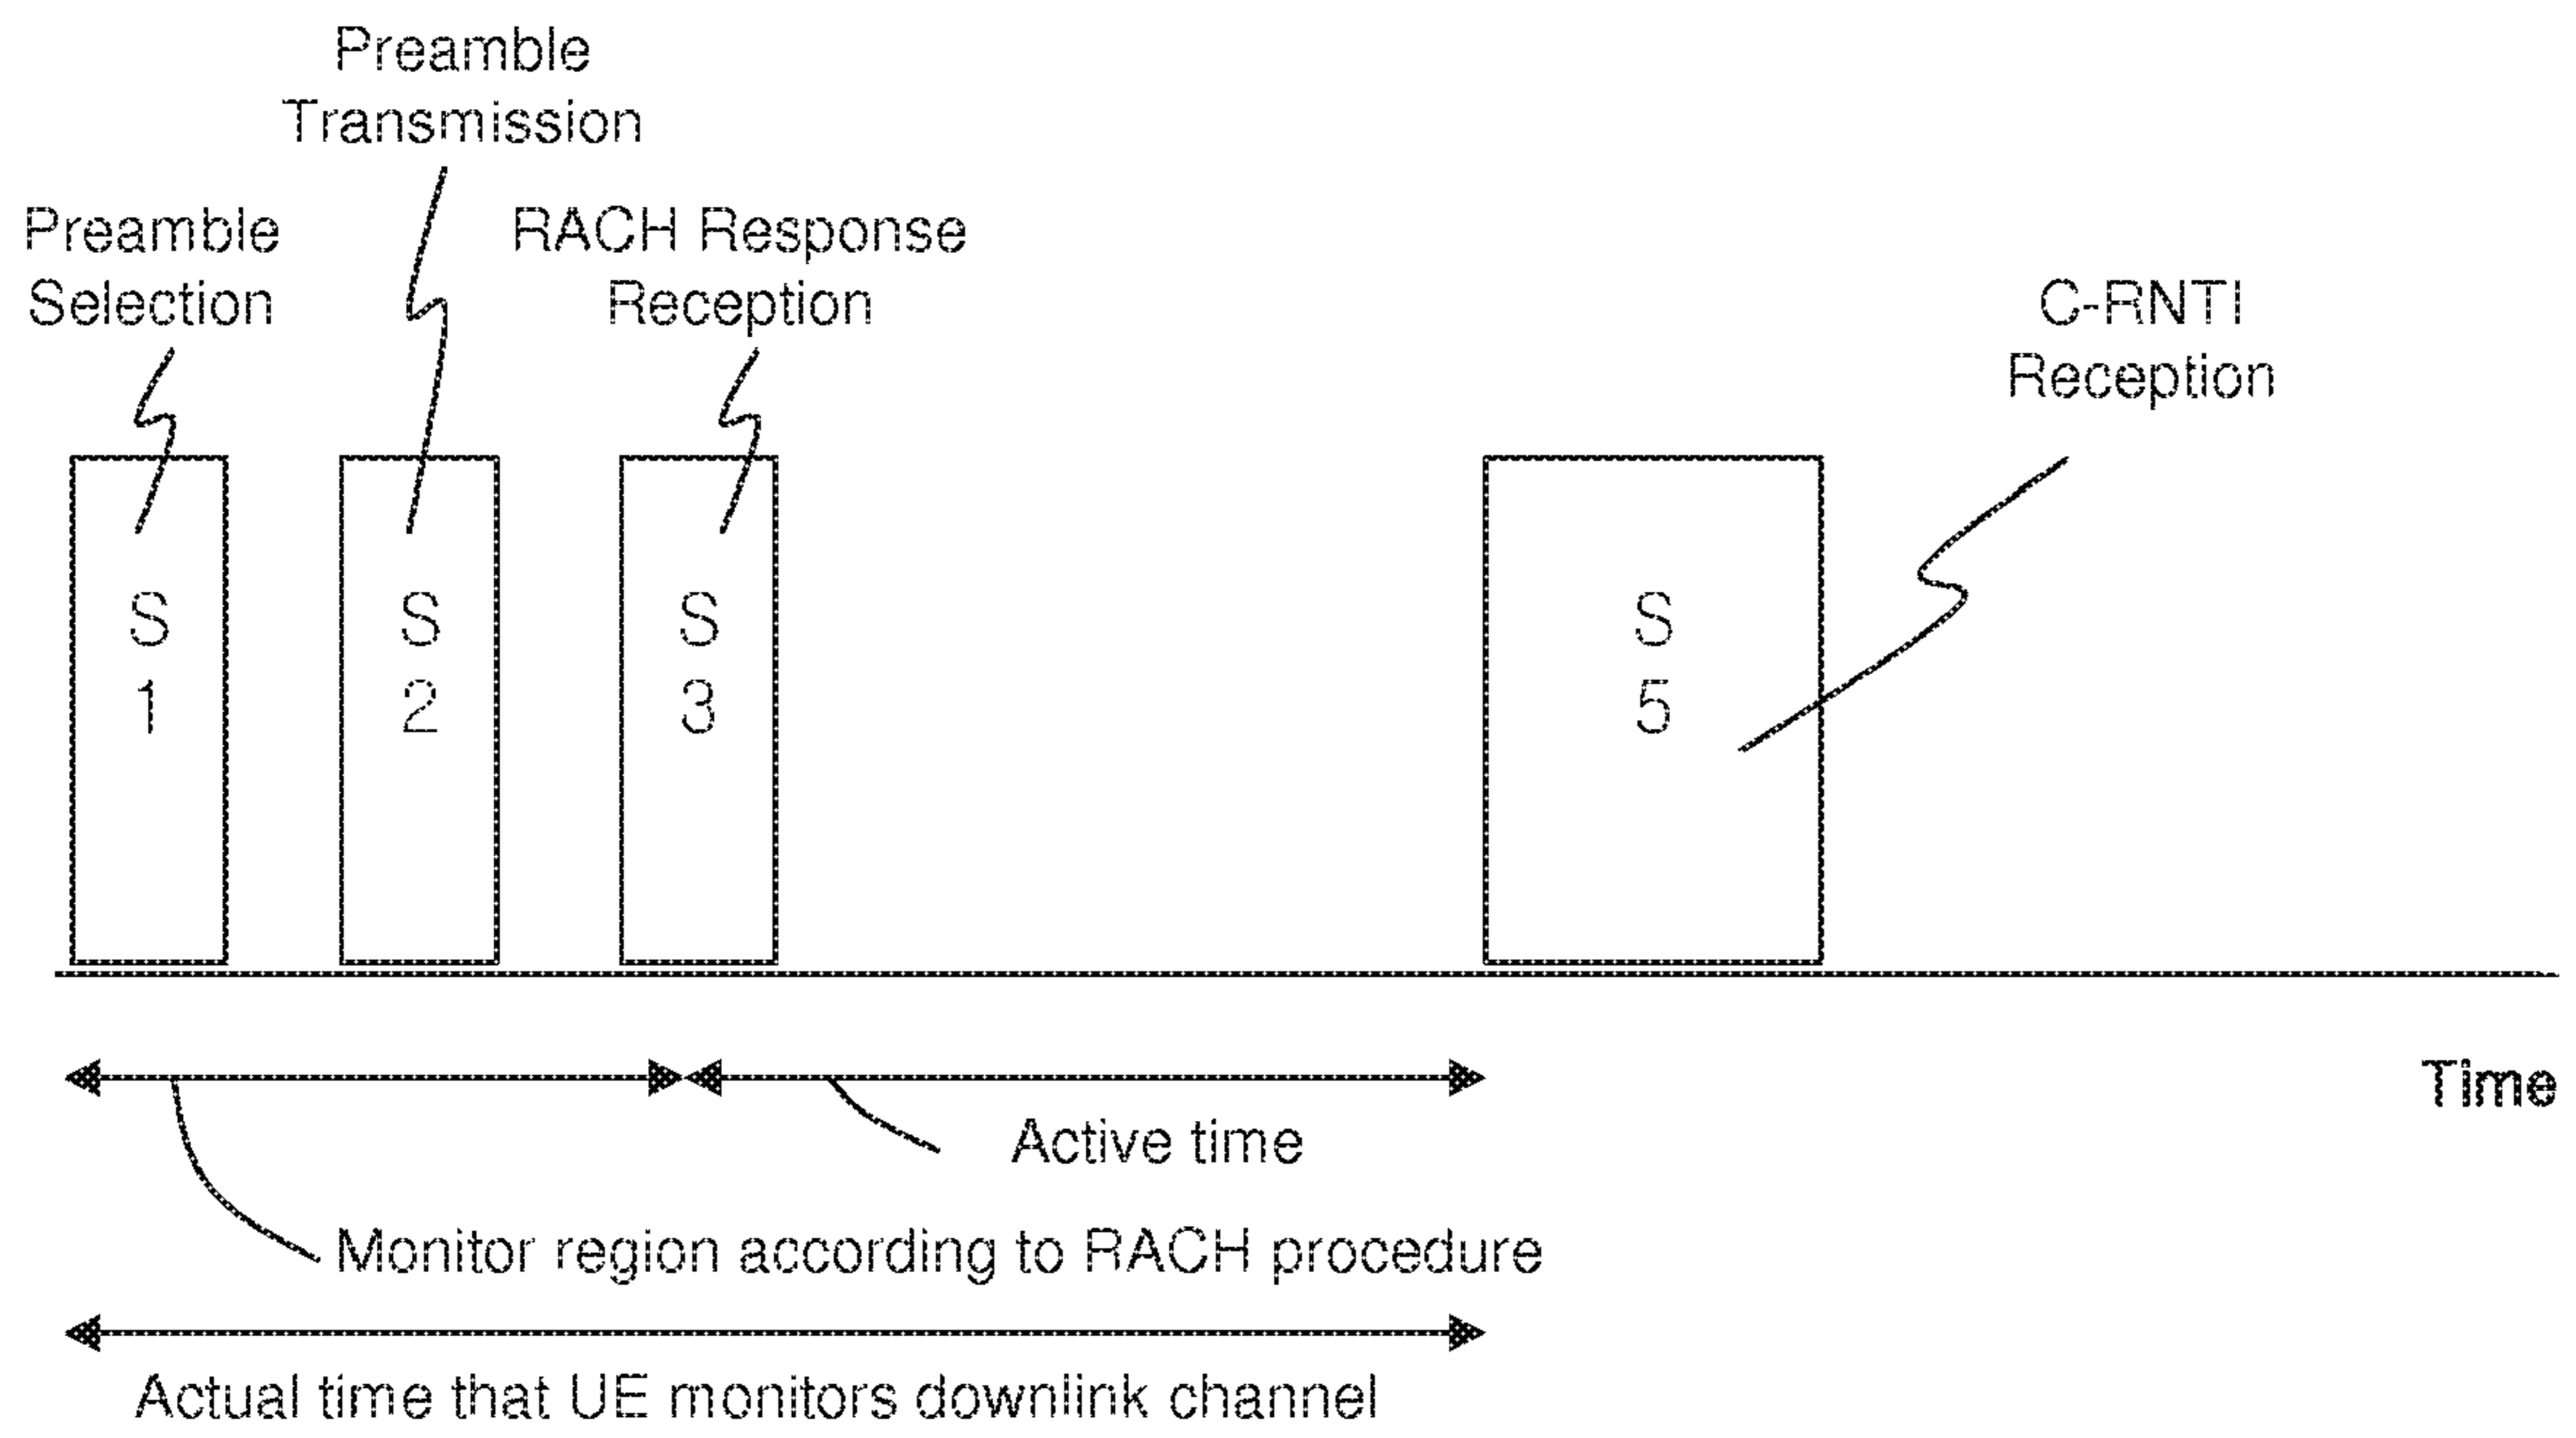 Preamble
Transmission
Preamble
Selection
RACH Response
Reception
C-RNTI
Reception
S
1
S
2
S
3
S
5
Time
Active time
Monitor region according to RACH procedure
Actual time that UE monitors downlink channel